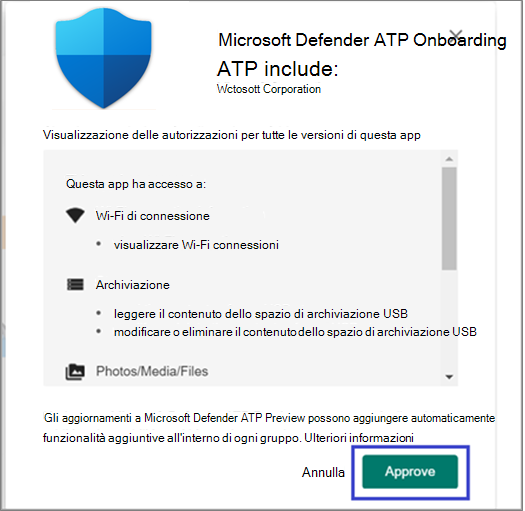 Microsoft Defender ATP Onboarding
ATP include:
Wctosott Corporation
Visualizzazione delle autorizzazioni per tutte le versioni di questa app
Questa app ha accesso a:
Wi-Fi di connessione
• visualizzare Wi-Fi connessioni
Archiviazione
• leggere il contenuto dello spazio di archiviazione USB
• modificare o eliminare il contenuto dello spazio di archiviazione USB
Photos/Media/Files
Gli aggiornamenti a Microsoft Defender ATP Preview possono aggiungere automaticamente
funzionalità aggiuntive all'interno di ogni gruppo. Ulteriori informazioni
Annulla Approve